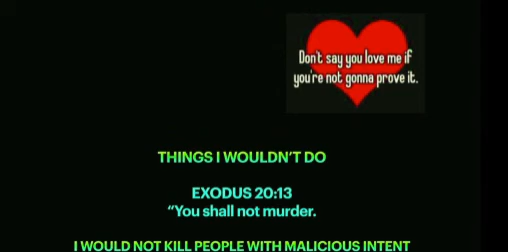 Don't say you love me if
you're not gonna prove it.
THINGS I WOULDN'T DO
EXODUS 20:13
“You shall not murder.
I WOULD NOT KILL PEOPLE WITH MALICIOUS INTENT